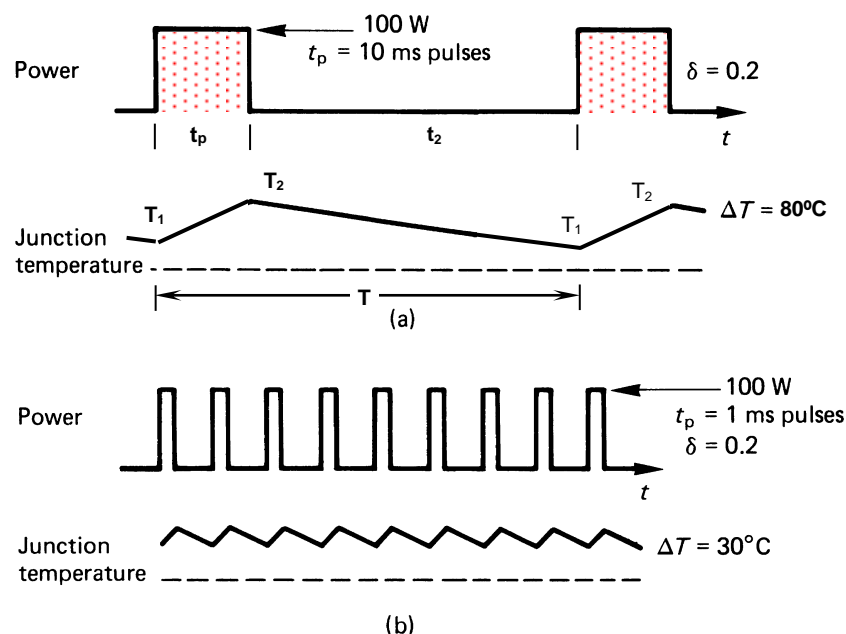 100 W
tp = 10 ms pulses
Power
δ = 0.2
tp
t2
t
T1
T2
T1
T2
ΔT = 80ºC
Junction
temperature
T
(a)
100 W
Power
tp = 1 ms pulses
δ = 0.2
t
Junction
temperature
ΔT = 30°C
(b)